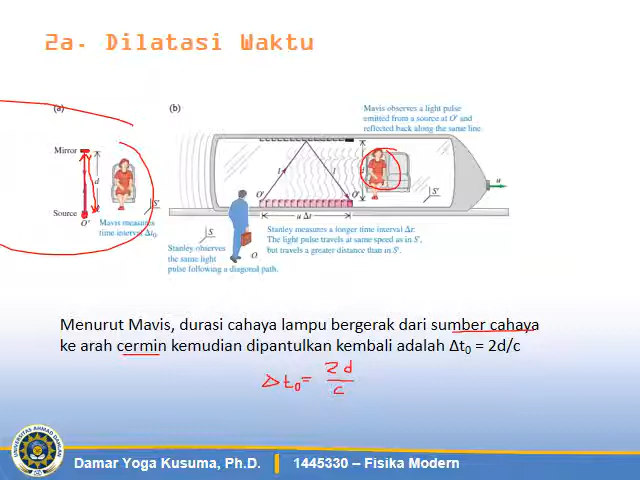 2a. Dilatasi Waktu
(a)
Mirror
d
Source
O'
S'
Mavis measures
time interval Δt₀.
(b)
Mavis observes a light pulse
emitted from a source at O' and
reflected back along the same line.
l
l
d
S'
u
O'
O'
u Δt
S
O
Stanley observes
the same light
pulse following a diagonal path.
Stanley measures a longer time interval Δt:
The light pulse travels at same speed as in S',
but travels a greater distance than in S'.
Menurut Mavis, durasi cahaya lampu bergerak dari sumber cahaya
ke arah cermin kemudian dipantulkan kembali adalah Δt₀ = 2d/c
Δt₀= 2d/c
UNIVERSITAS AHMAD DAHLAN
Damar Yoga Kusuma, Ph.D. | 1445330 – Fisika Modern